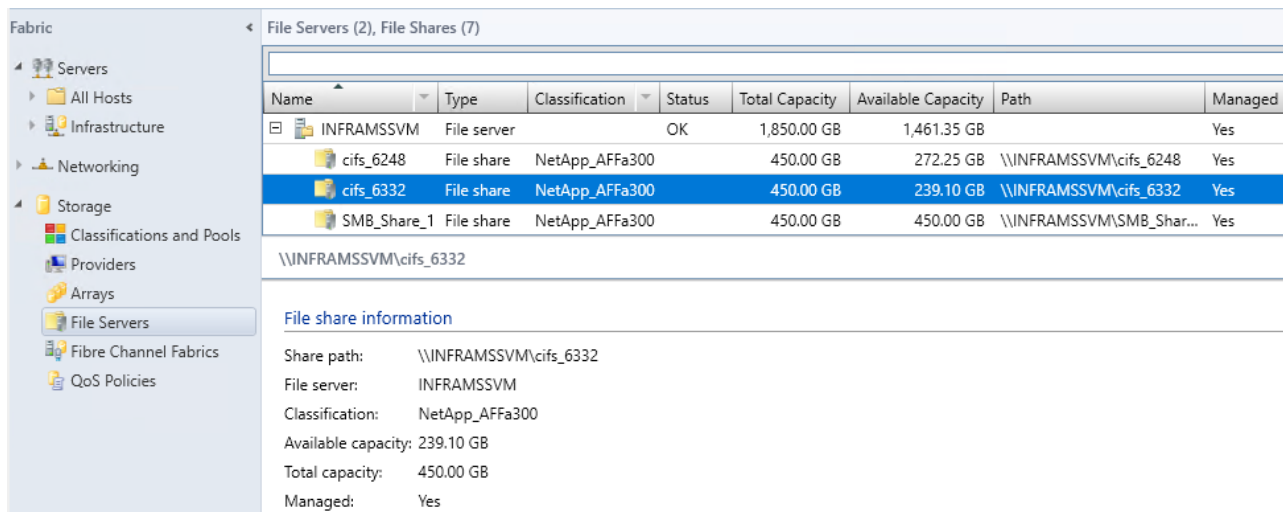 Fabric
Servers
All Hosts
Infrastructure
Networking
Storage
Classifications and Pools
Providers
Arrays
File Servers
Fibre Channel Fabrics
QoS Policies
File Servers (2), File Shares (7)
Name Type Classification Status Total Capacity Available Capacity Path Managed
INFRAMSSVM File server OK 1,850.00 GB 1,461.35 GB Yes
cifs_6248 File share NetApp_AFFa300 450.00 GB 272.25 GB \\INFRAMSSVM\cifs_6248 Yes
cifs_6332 File share NetApp_AFFa300 450.00 GB 239.10 GB \\INFRAMSSVM\cifs_6332 Yes
SMB_Share_1 File share NetApp_AFFa300 450.00 GB 450.00 GB \\INFRAMSSVM\SMB_Shar... Yes
\\INFRAMSSVM\cifs_6332
File share information
Share path: \\INFRAMSSVM\cifs_6332
File server: INFRAMSSVM
Classification: NetApp_AFFa300
Available capacity: 239.10 GB
Total capacity: 450.00 GB
Managed: Yes